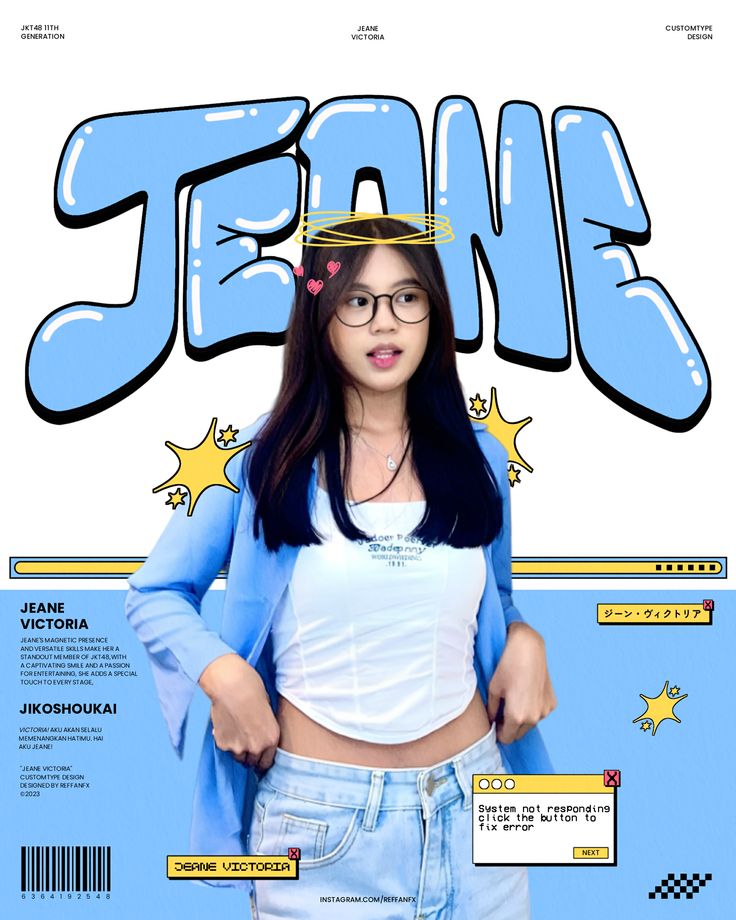 JKT48 11TH
GENERATION
JEANE
VICTORIA
CUSTOMTYPE
DESIGN
JEANE
WORLDWIDERING
.1991.
JEANE
VICTORIA
JEANE'S MAGNETIC PRESENCE
AND VERSATILE SKILLS MAKE HER A
STANDOUT MEMBER OF JKT48,WITH
A CAPTIVATING SMILE AND A PASSION
FOR ENTERTAINING, SHE ADDS A SPECIAL
TOUCH TO EVERY STAGE,
ジーン・ヴィクトリア
JIKOSHOUKAI
VICTORIA! AKU AKAN SELALU
MEMENANGKAN HATIMU. HAI
AKU JEANE!
"JEANE VICTORIA"
CUSTOMTYPE DESIGN
DESIGNED BY REFFANFX
©2023
System not responding
click the button to
fix error
NEXT
JEANE VICTORIA
6364192548
INSTAGRAM.COM/REFFANFX